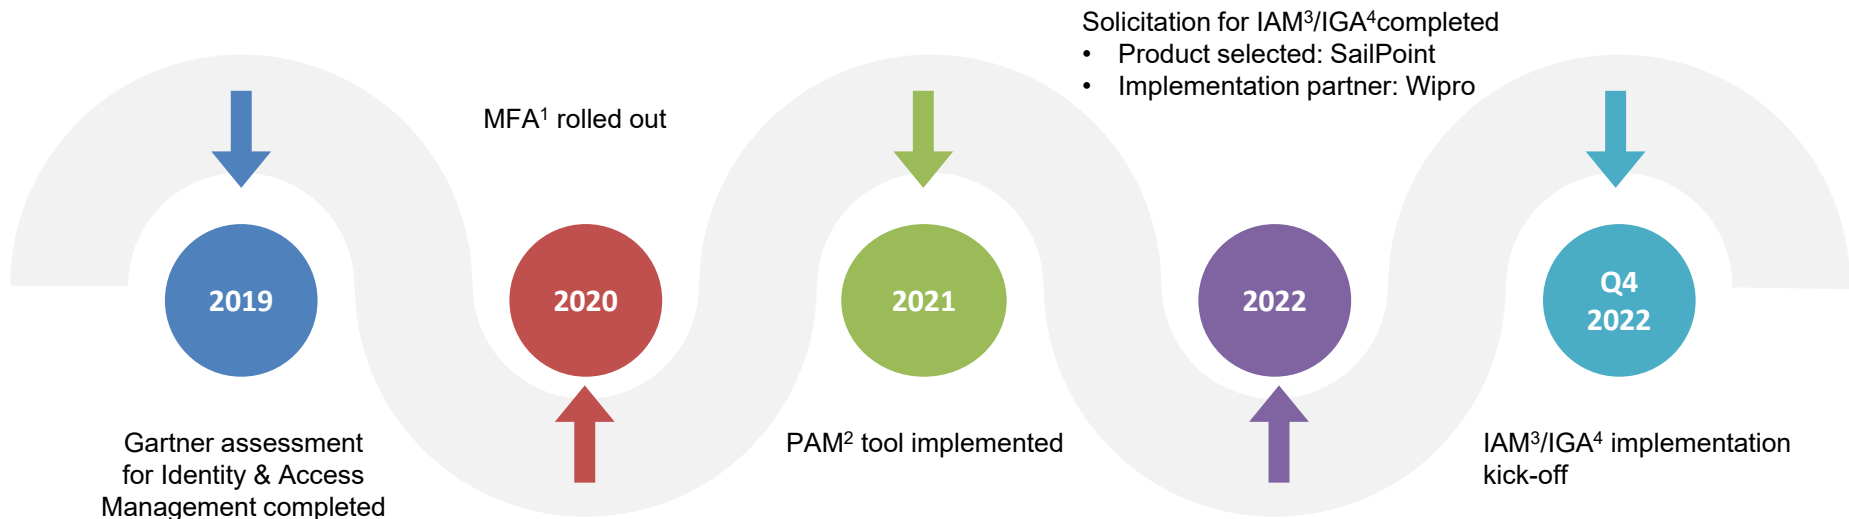 Solicitation for IAM³/IGA⁴completed
• Product selected: SailPoint
• Implementation partner: Wipro
MFA¹ rolled out
2019
2020
2021
2022
Q4
2022
Gartner assessment
for Identity & Access
Management completed
PAM² tool implemented
IAM³/IGA⁴ implementation
kick-off